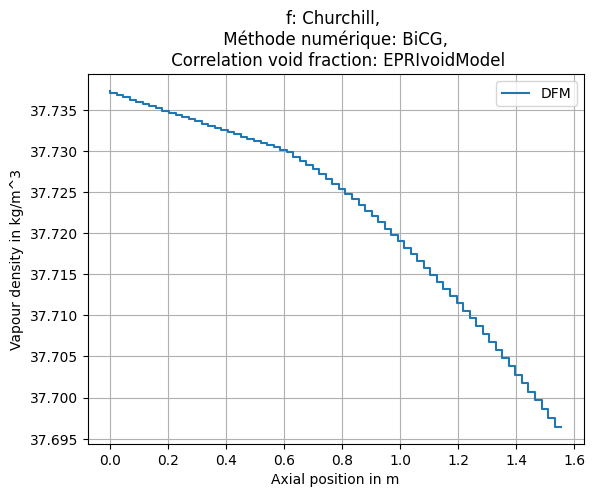 f: Churchill,
Méthode numérique: BiCG,
Correlation void fraction: EPRIvoidModel
DFM
Vapour density in kg/m^3
37.735
37.730
37.725
37.720
37.715
37.710
37.705
37.700
37.695
0.0 0.2 0.4 0.6 0.8 1.0 1.2 1.4 1.6
Axial position in m